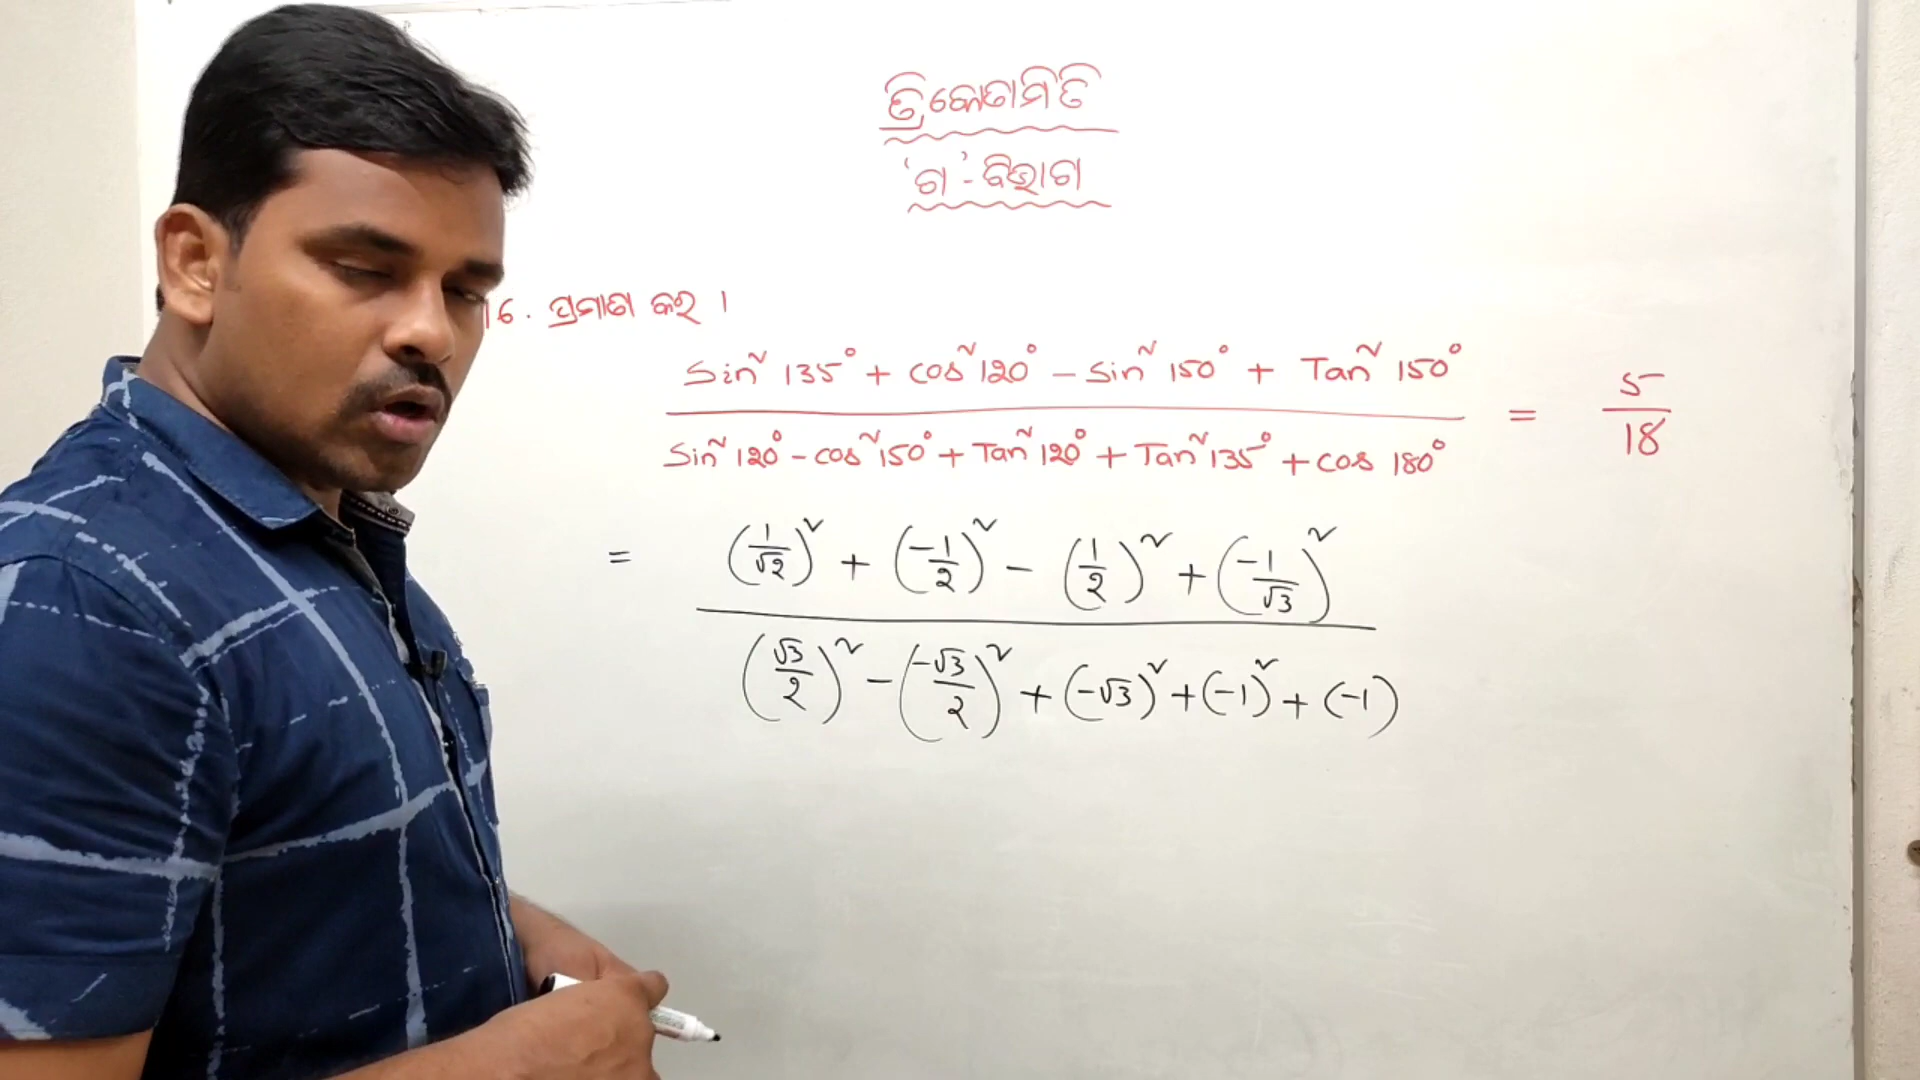 ତ୍ରିକୋଣମିତି
'ଗ'-ବିଭାଗ
16. ପ୍ରମାଣ କର ।
(Sin² 135° + cos² 120° - Sin² 150° + Tan² 150°) / (Sin² 120° - cos² 150° + Tan² 120° + Tan² 135° + cos 180°) = 5/18
= ((1/√2)² + (-1/2)² - (1/2)² + (-1/√3)²) / ((√3/2)² - (-√3/2)² + (-√3)² + (-1)² + (-1))